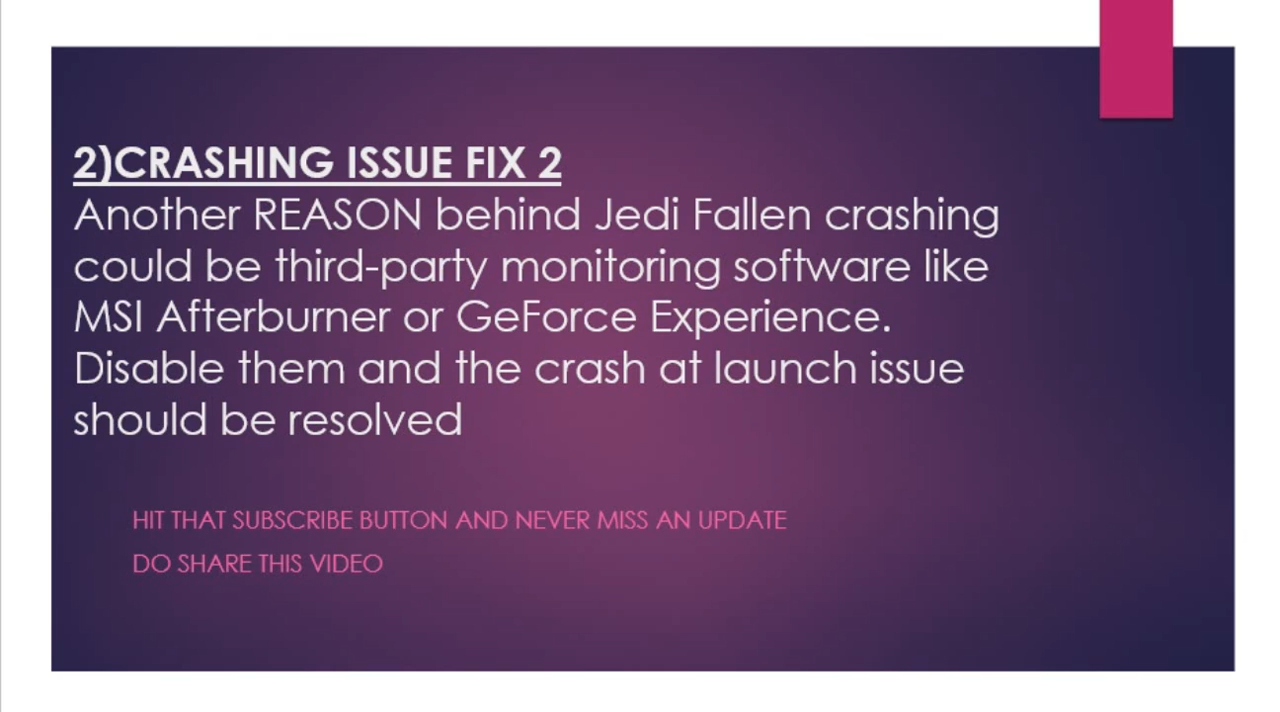 2)CRASHING ISSUE FIX 2
Another REASON behind Jedi Fallen crashing
could be third-party monitoring software like
MSI Afterburner or GeForce Experience.
Disable them and the crash at launch issue
should be resolved
HIT THAT SUBSCRIBE BUTTON AND NEVER MISS AN UPDATE
DO SHARE THIS VIDEO